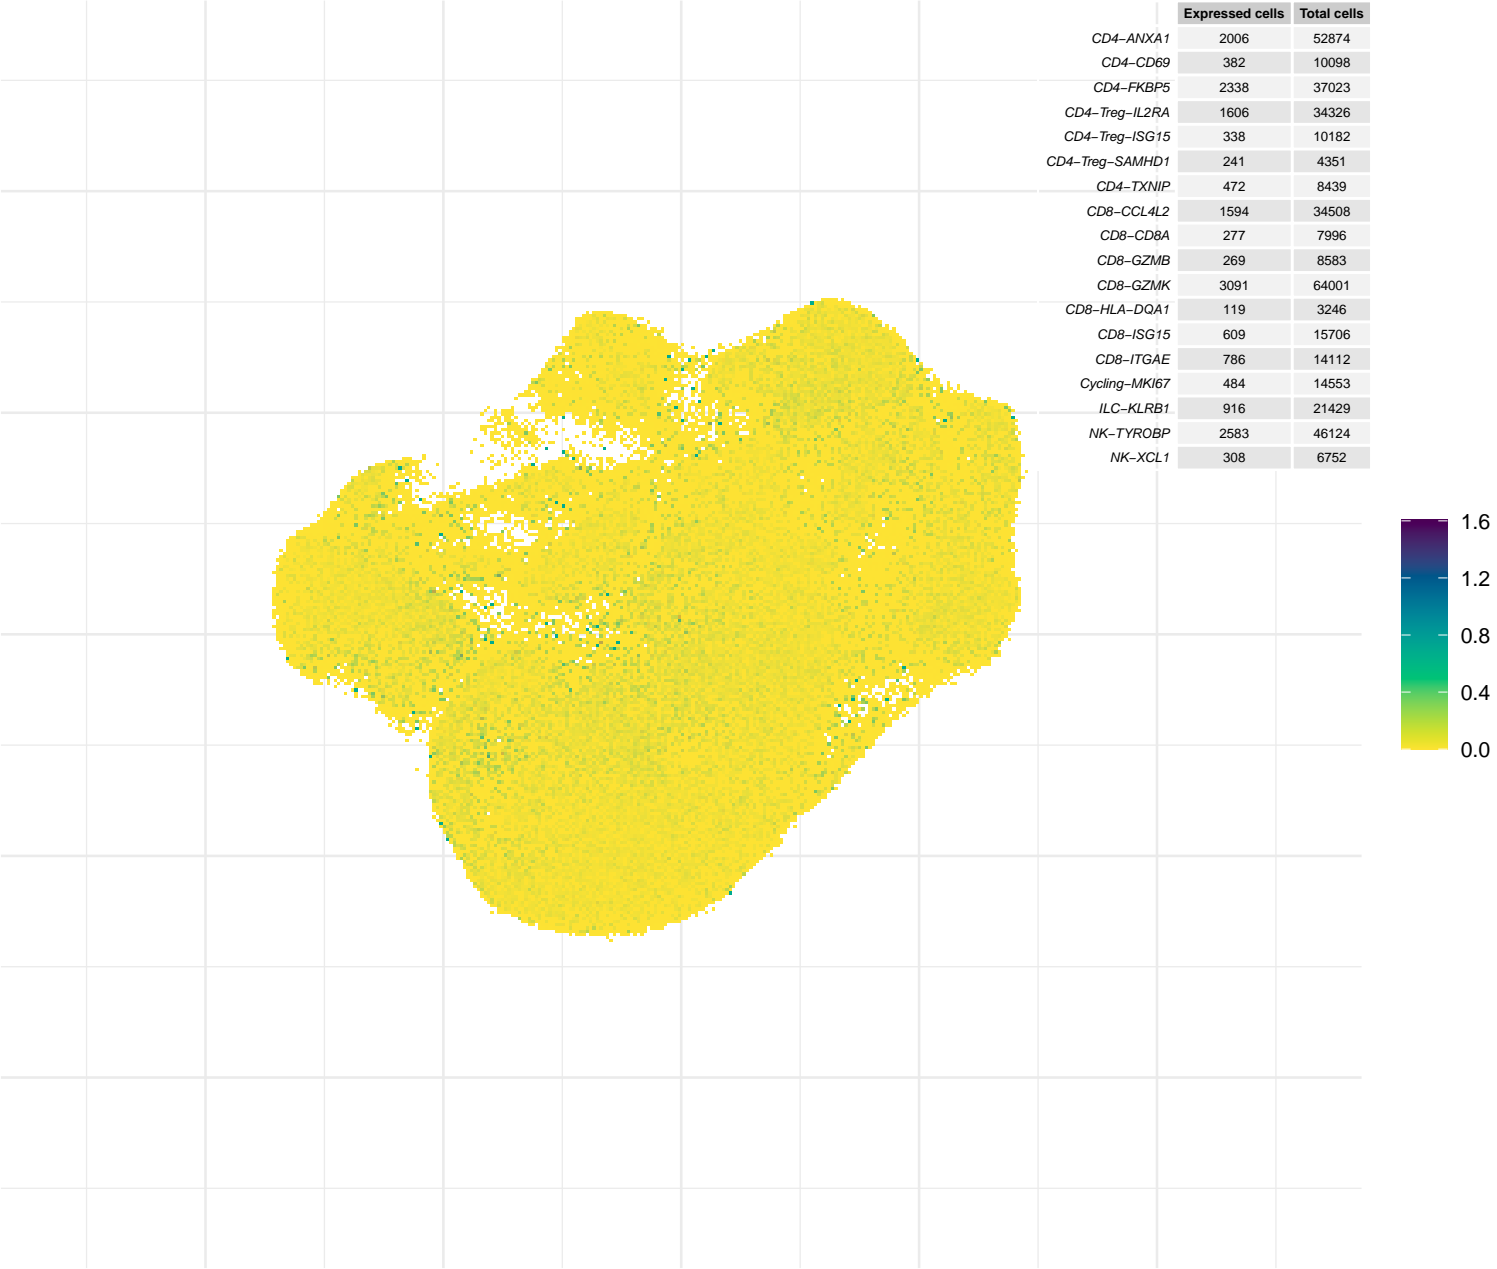 Expressed cells Total cells
CD4−ANXA1 2006 52874
CD4−CD69 382 10098
CD4−FKBP5 2338 37023
CD4−Treg−IL2RA 1606 34326
CD4−Treg−ISG15 338 10182
CD4−Treg−SAMHD1 241 4351
CD4−TXNIP 472 8439
CD8−CCL4L2 1594 34508
CD8−CD8A 277 7996
CD8−GZMB 269 8583
CD8−GZMK 3091 64001
CD8−HLA−DQA1 119 3246
CD8−ISG15 609 15706
CD8−ITGAE 786 14112
Cycling−MKI67 484 14553
ILC−KLRB1 916 21429
NK−TYROBP 2583 46124
NK−XCL1 308 6752
1.6
1.2
0.8
0.4
0.0